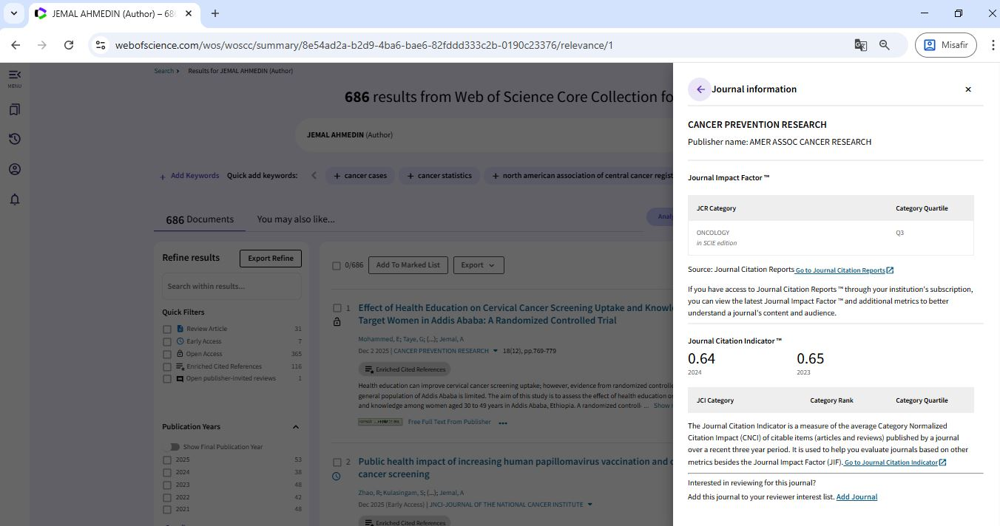 JEMAL AHMEDIN (Author) – 68
webofscience.com/wos/woscc/summary/8e54ad2a-b2d9-4ba6-bae6-82fddd333c2b-0190c23376/relevance/1
Misafir
MENU
Search > Results for JEMAL AHMEDIN (Author)
686 results from Web of Science Core Collection fo
JEMAL AHMEDIN (Author)
+ Add Keywords Quick add keywords:
+ cancer cases
+ cancer statistics
+ north american association of central cancer regist
686 Documents
You may also like...
Analy
Refine results
Export Refine
Search within results...
Quick Filters
Review Article 31
Early Access 7
Open Access 365
Enriched Cited References 116
Open publisher-invited reviews 1
Publication Years
Show Final Publication Year
2025 53
2024 38
2023 48
2022 42
2021 48
0/686
Add To Marked List
Export
1
Effect of Health Education on Cervical Cancer Screening Uptake and Knowl
Target Women in Addis Ababa: A Randomized Controlled Trial
Mohammed, E; Taye, G; (...); Jemal, A
Dec 2 2025 | CANCER PREVENTION RESEARCH 18(12), pp.769-779
Enriched Cited References
Health education can improve cervical cancer screening uptake; however, evidence from randomized controlle
general population of Addis Ababa is limited. The aim of this study is to assess the effect of health education o
and knowledge among women aged 30 to 49 years in Addis Ababa, Ethiopia. A randomized controll ... Show
Free Full Text From Publisher
2
Public health impact of increasing human papillomavirus vaccination and c
cancer screening
Zhao, R; Kulasingam, S; (...); Jemal, A
Dec 2025 (Early Access) | JNCI-JOURNAL OF THE NATIONAL CANCER INSTITUTE
Enriched Cited References
Journal information
CANCER PREVENTION RESEARCH
Publisher name: AMER ASSOC CANCER RESEARCH
Journal Impact Factor ™
JCR Category Category Quartile
ONCOLOGY Q3
in SCIE edition
Source: Journal Citation Reports Go to Journal Citation Reports
If you have access to Journal Citation Reports ™ through your institution's subscription,
you can view the latest Journal Impact Factor ™ and additional metrics to better
understand a journal's content and audience.
Journal Citation Indicator ™
0.64 0.65
2024 2023
JCI Category Category Rank Category Quartile
The Journal Citation Indicator is a measure of the average Category Normalized
Citation Impact (CNCI) of citable items (articles and reviews) published by a journal
over a recent three year period. It is used to help you evaluate journals based on other
metrics besides the Journal Impact Factor (JIF). Go to Journal Citation Indicator
Interested in reviewing for this journal?
Add this journal to your reviewer interest list. Add Journal